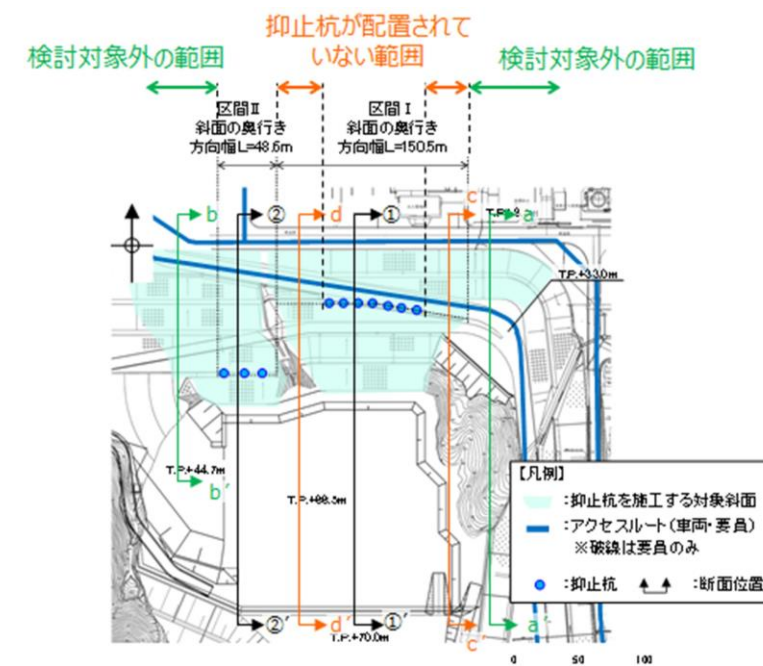 抑止杭が配置されて
いない範囲
検討対象外の範囲
検討対象外の範囲
区間Ⅱ
斜面の奥行き
方向幅L=48.6m
区間Ⅰ
斜面の奥行き
方向幅L=150.5m
b
②
d
①
c
a
T.P.+33.0m
T.P.+44.7m
b´
T.P.+68.5m
②´
d´
①´
c´
a´
T.P.+70.0m
【凡例】
:抑止杭を施工する対象斜面
:アクセスルート(車両・要員)
※破線は要員のみ
:抑止杭
:断面位置
0 50 100